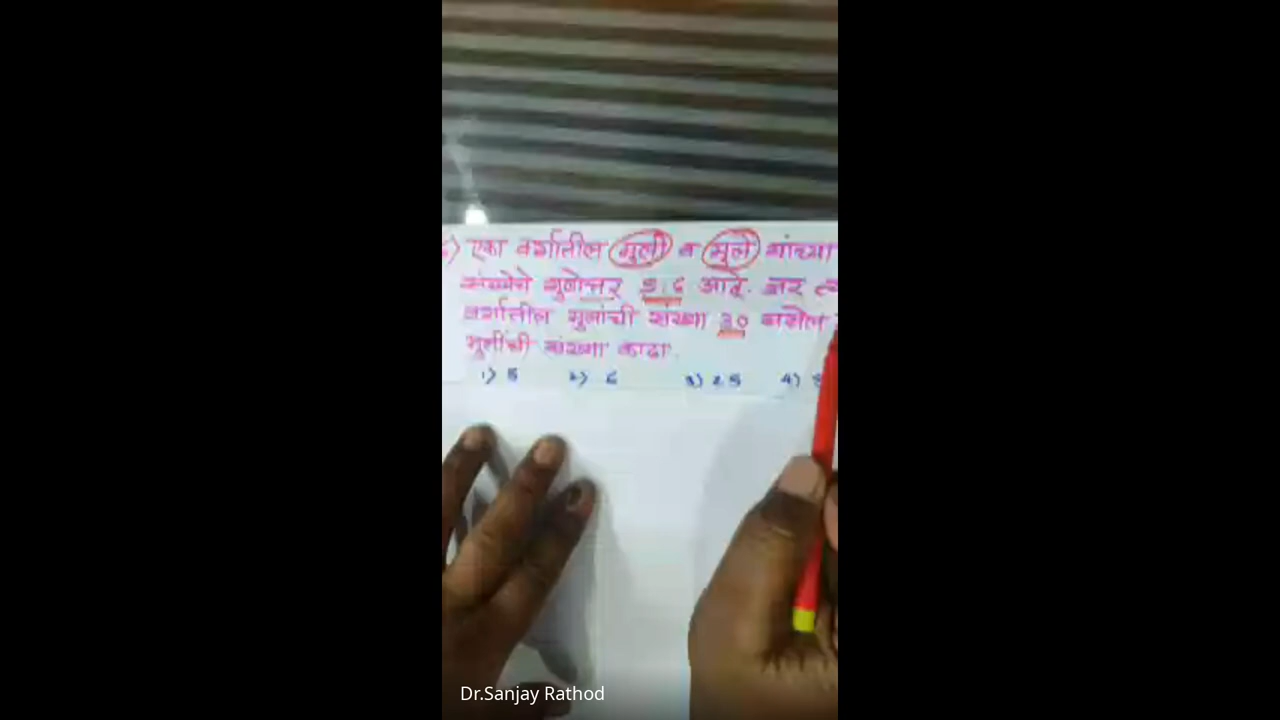 एका वर्गातील मुली व मुले यांच्या
संख्येचे गुणोत्तर 5:6 आहे. जर
वर्गातील मुलांची संख्या 30 असेल
मुलींची संख्या काढा.
1) 5 2) 6 3) 25 4)
Dr.Sanjay Rathod